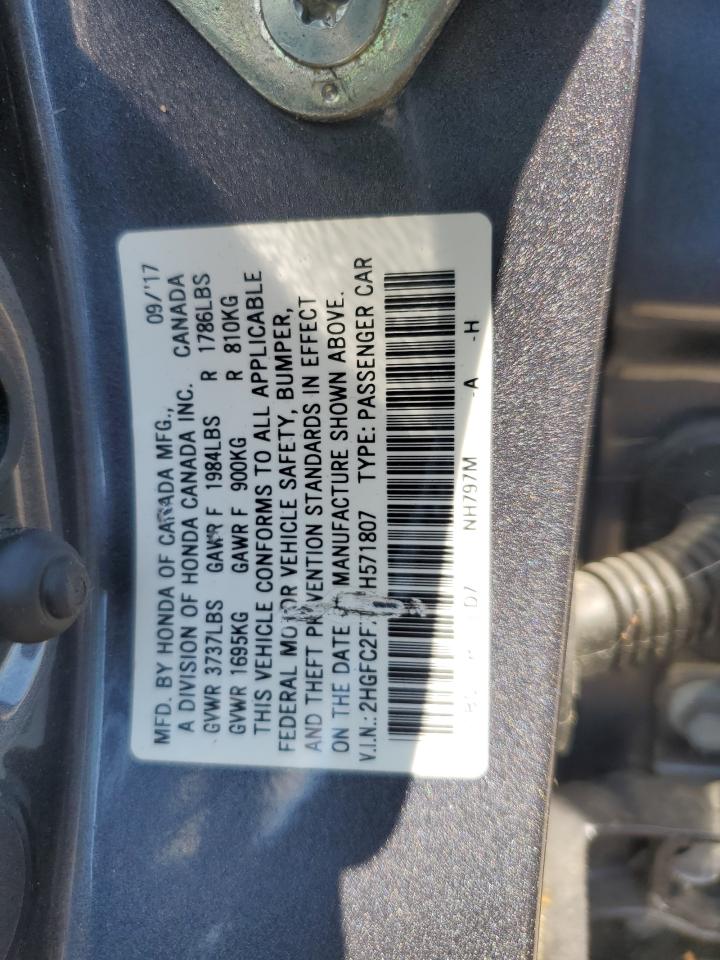 MFD. BY HONDA OF CANADA MFG., 09/'17
A DIVISION OF HONDA CANADA INC. CANADA
GVWR 3737LBS GAWR F 1984LBS R 1786LBS
GVWR 1695KG GAWR F 900KG R 810KG
THIS VEHICLE CONFORMS TO ALL APPLICABLE
FEDERAL MOTOR VEHICLE SAFETY, BUMPER,
AND THEFT PREVENTION STANDARDS IN EFFECT
ON THE DATE MANUFACTURE SHOWN ABOVE.
V.I.N.: 2HGFC2F H571807 TYPE: PASSENGER CAR
NH797M -A -H